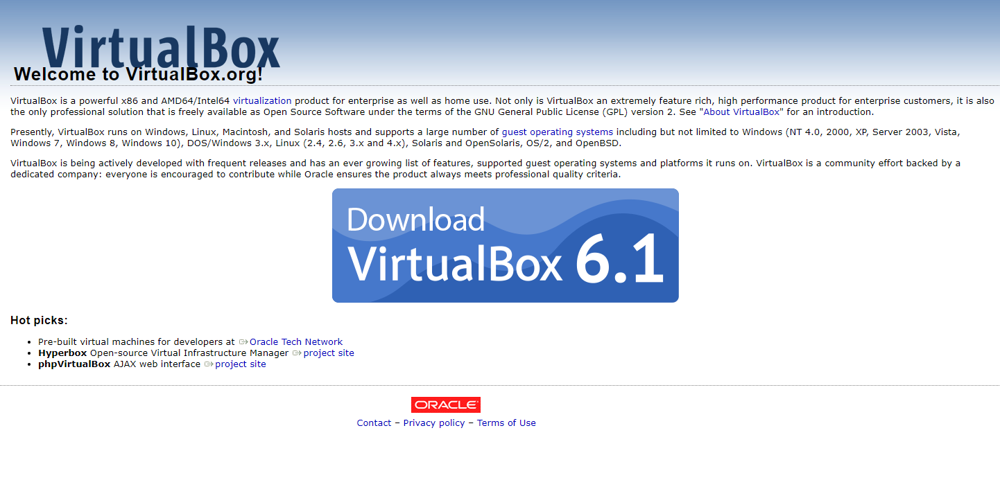 VirtualBox
Welcome to VirtualBox.org!
VirtualBox is a powerful x86 and AMD64/Intel64 virtualization product for enterprise as well as home use. Not only is VirtualBox an extremely feature rich, high performance product for enterprise customers, it is also
the only professional solution that is freely available as Open Source Software under the terms of the GNU General Public License (GPL) version 2. See "About VirtualBox" for an introduction.
Presently, VirtualBox runs on Windows, Linux, Macintosh, and Solaris hosts and supports a large number of guest operating systems including but not limited to Windows (NT 4.0, 2000, XP, Server 2003, Vista,
Windows 7, Windows 8, Windows 10), DOS/Windows 3.x, Linux (2.4, 2.6, 3.x and 4.x), Solaris and OpenSolaris, OS/2, and OpenBSD.
VirtualBox is being actively developed with frequent releases and has an ever growing list of features, supported guest operating systems and platforms it runs on. VirtualBox is a community effort backed by a
dedicated company: everyone is encouraged to contribute while Oracle ensures the product always meets professional quality criteria.
Download
VirtualBox 6.1
Hot picks:
• Pre-built virtual machines for developers at Oracle Tech Network
• Hyperbox Open-source Virtual Infrastructure Manager project site
• phpVirtualBox AJAX web interface project site
ORACLE
Contact – Privacy policy – Terms of Use